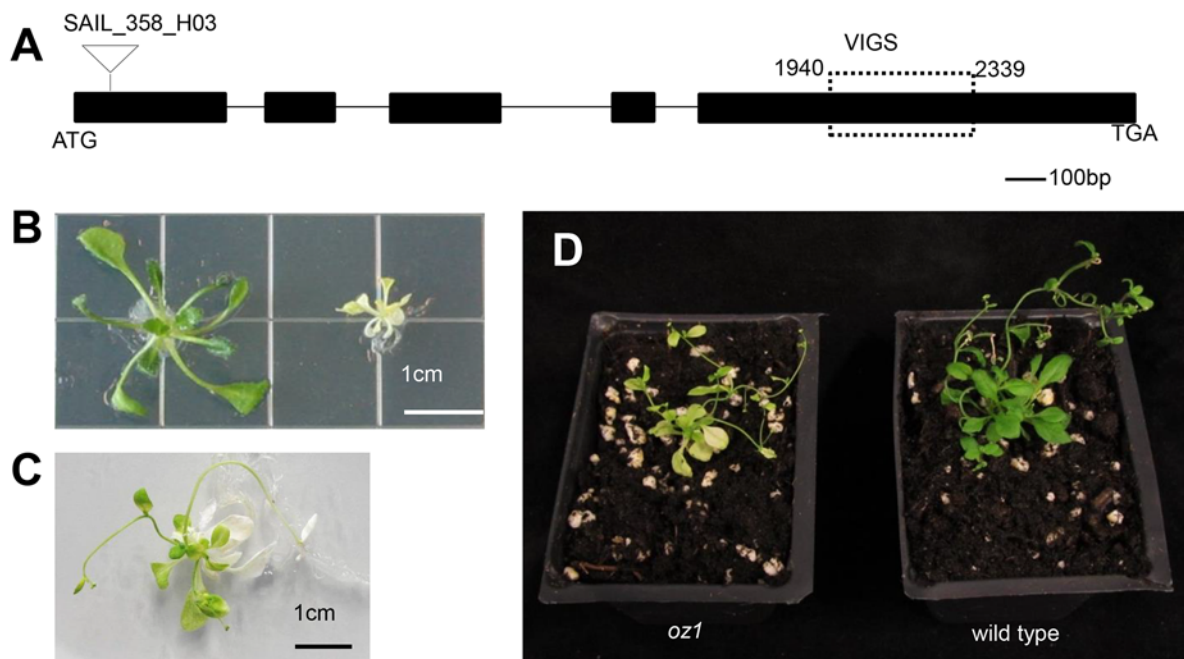 A
SAIL_358_H03
VIGS
1940
2339
ATG
TGA
100bp
B
1cm
C
1cm
D
oz1
wild type